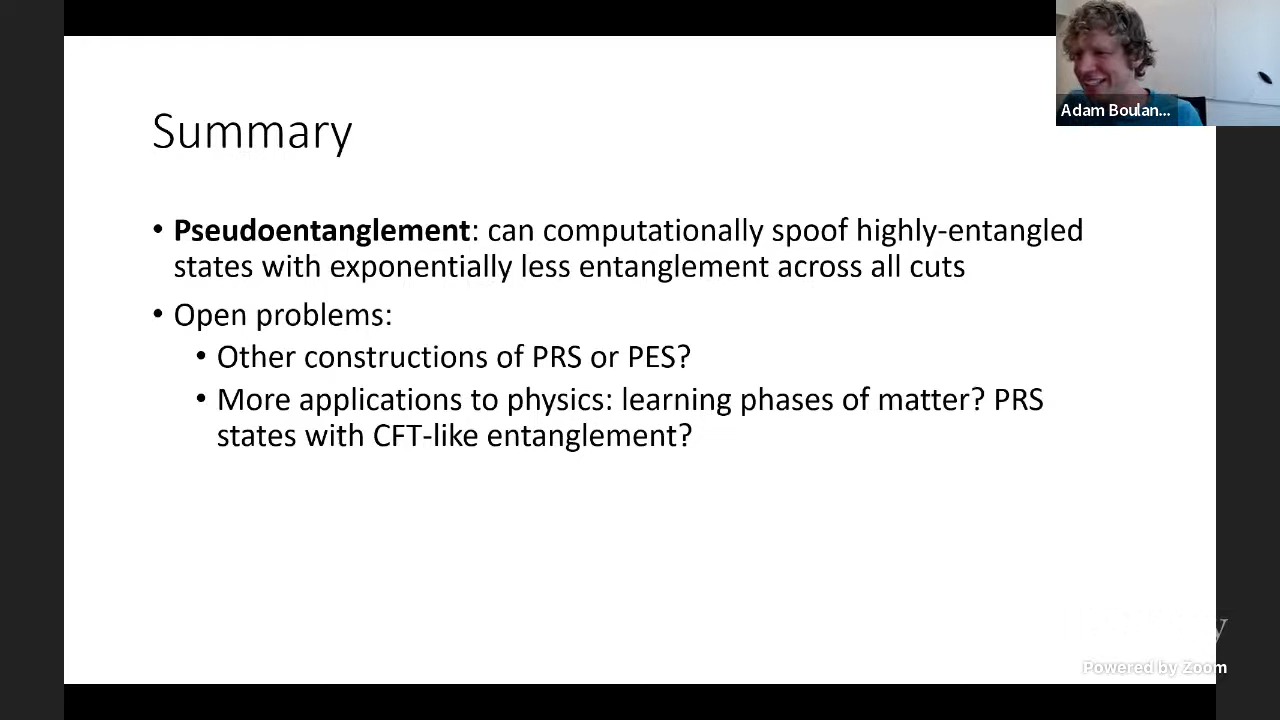 Summary
Adam Boulan...
• Pseudoentanglement: can computationally spoof highly-entangled
states with exponentially less entanglement across all cuts
• Open problems:
• Other constructions of PRS or PES?
• More applications to physics: learning phases of matter? PRS
states with CFT-like entanglement?
y
Powered by Zoom